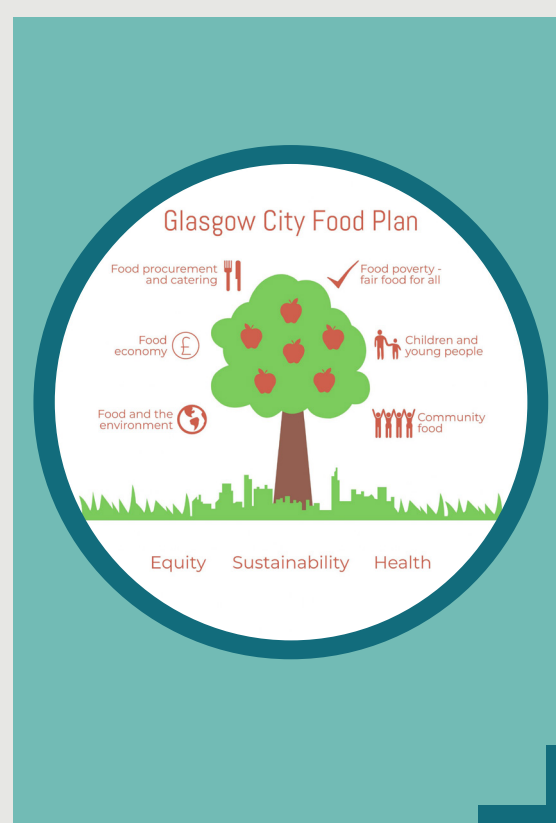 Glasgow City Food Plan
Food procurement
and catering
Food poverty -
fair food for all
Food
economy
£
Children and
young people
Food and the
environment
Community
food
Equity Sustainability Health